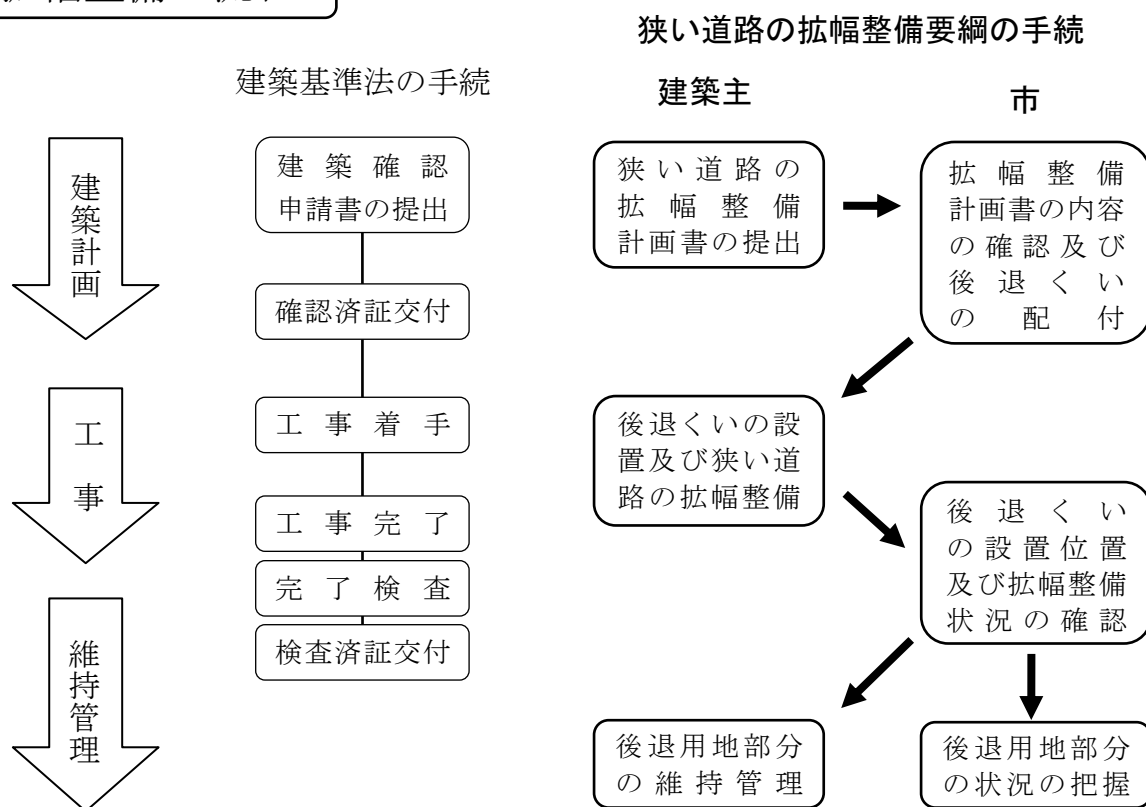 狭い道路の拡幅整備要綱の手続
建築基準法の手続
建築主
市
建築計画
工事
維持管理
建築確認
申請書の提出
確認済証交付
工事着手
工事完了
完了検査
検査済証交付
狭い道路の
拡幅整備
計画書の提出
拡幅整備
計画書の内容
の確認及び
後退くい
の配付
後退くいの設
置及び狭い道
路の拡幅整備
後退くい
の設置位置
及び拡幅整備
状況の確認
後退用地部分
の維持管理
後退用地部分
の状況の把握